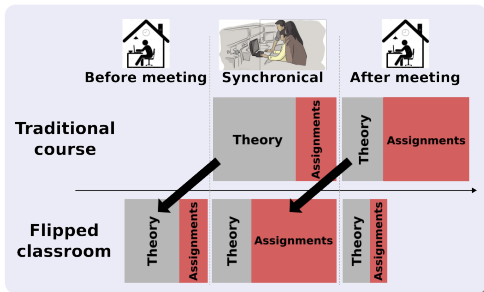 Before meeting
Synchronical
After meeting
Traditional
course
Theory
Assignments
Theory
Assignments
Flipped
classroom
Theory
Assignments
Theory
Assignments
Theory
Assignments